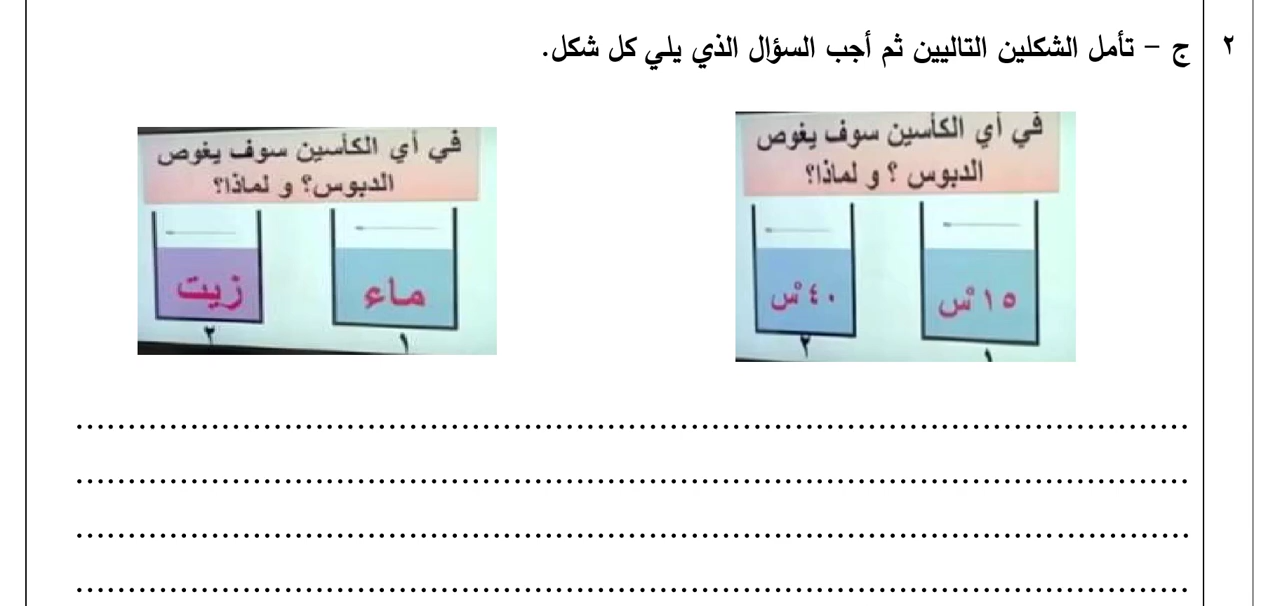 ٢
ج – تأمل الشكلين التاليين ثم أجب السؤال الذي يلي كل شكل.
في أي الكأسين سوف يغوص
الدبوس ؟ و لماذا؟
١٥ °س
٤٠ °س
١
٢
في أي الكأسين سوف يغوص
الدبوس؟ و لماذا؟
ماء
زيت
١
٢
................................................................
................................................................
................................................................
................................................................